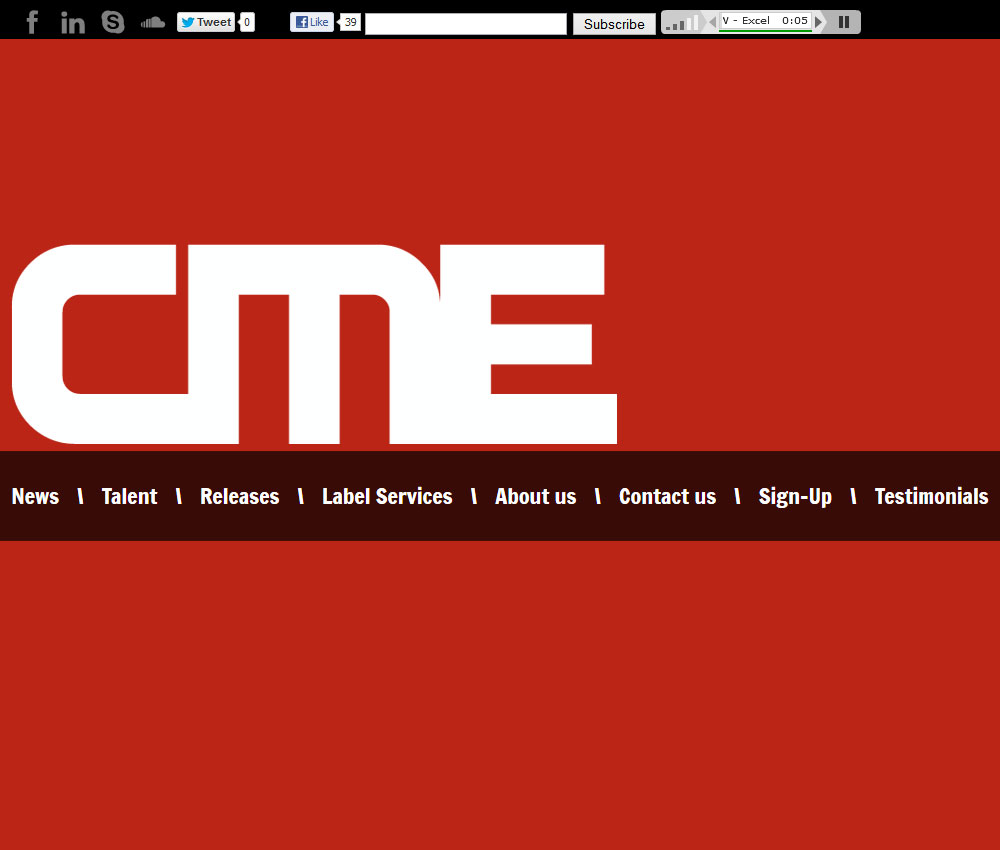 Tweet 0 Like 39 Subscribe V - Excel 0:05
CME
News \ Talent \ Releases \ Label Services \ About us \ Contact us \ Sign-Up \ Testimonials